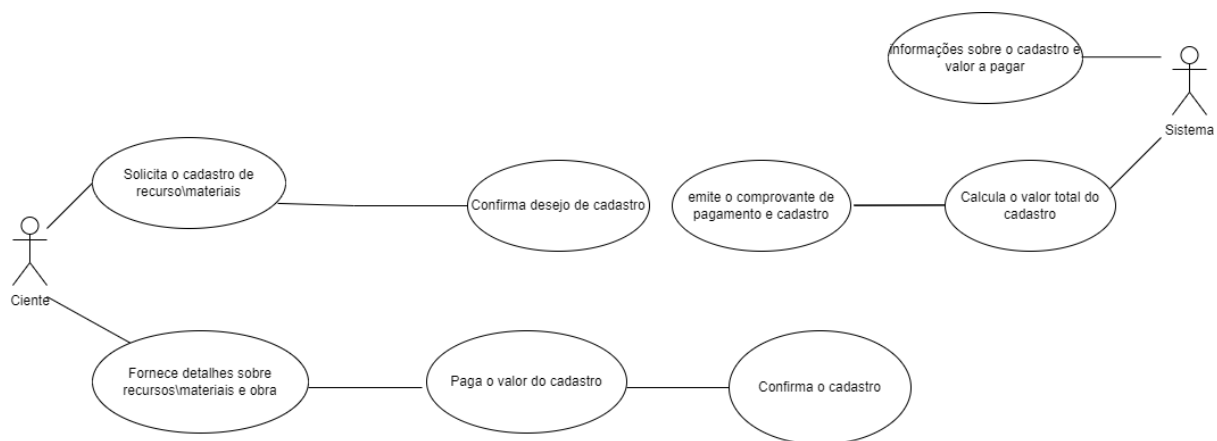 informações sobre o cadastro e
valor a pagar
Sistema
Solicita o cadastro de
recurso\materiais
Confirma desejo de cadastro
emite o comprovante de
pagamento e cadastro
Calcula o valor total do
cadastro
Ciente
Fornece detalhes sobre
recursos\materiais e obra
Paga o valor do cadastro
Confirma o cadastro